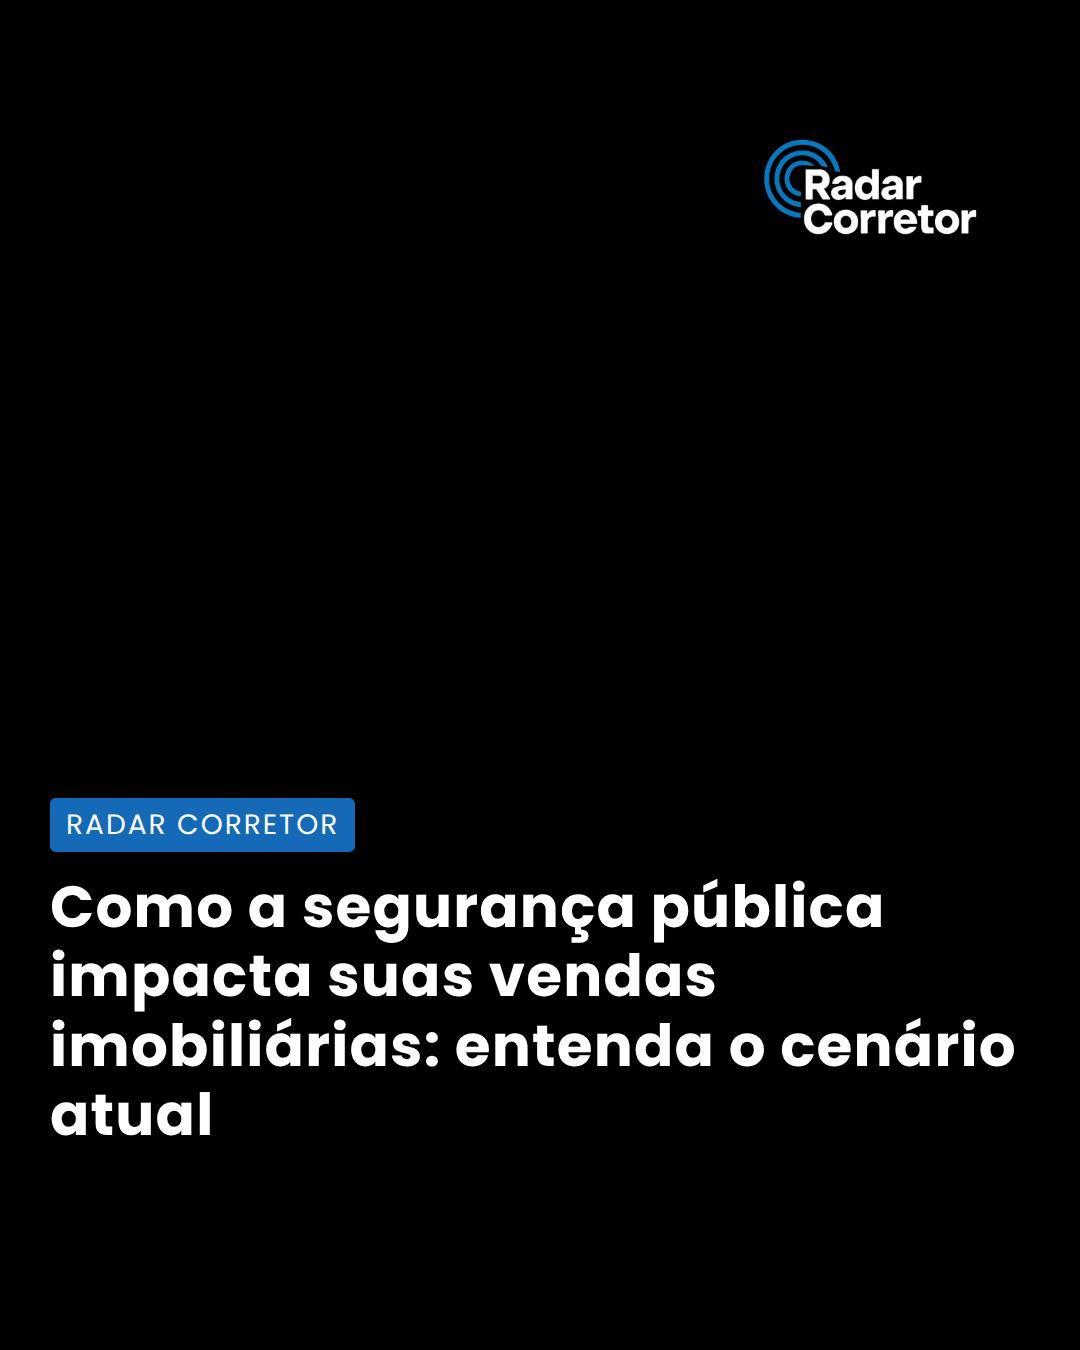 Radar
Corretor
RADAR CORRETOR
Como a segurança pública
impacta suas vendas
imobiliárias: entenda o cenário
atual